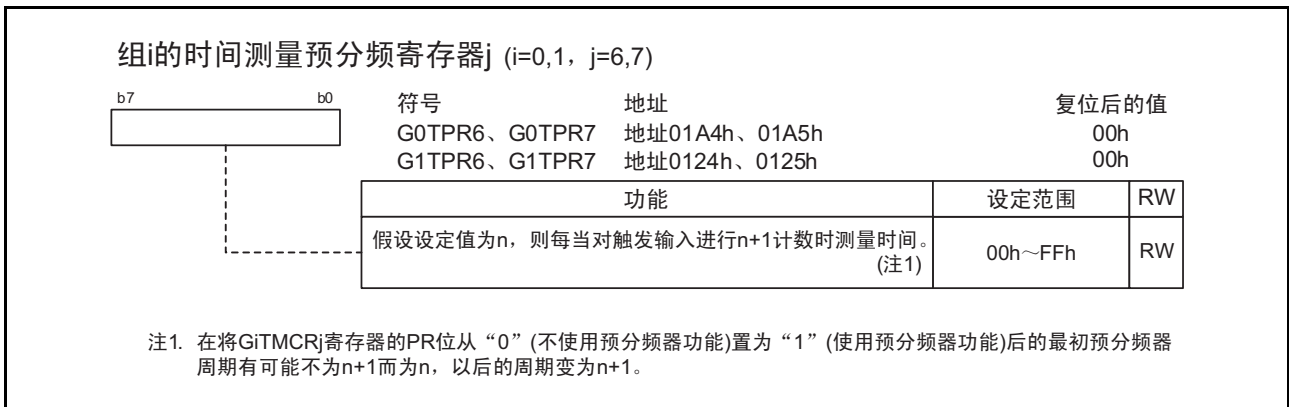 组i的时间测量预分频寄存器j (i=0,1，j=6,7)
b7 b0 符号 地址 复位后的值
G0TPR6、G0TPR7 地址01A4h、01A5h 00h
G1TPR6、G1TPR7 地址0124h、0125h 00h
功能 设定范围 RW
假设设定值为n，则每当对触发输入进行n+1计数时测量时间。
(注1) 00h～FFh RW
注1. 在将GiTMCRj寄存器的PR位从“0”(不使用预分频器功能)置为“1”(使用预分频器功能)后的最初预分频器
周期有可能不为n+1而为n，以后的周期变为n+1。